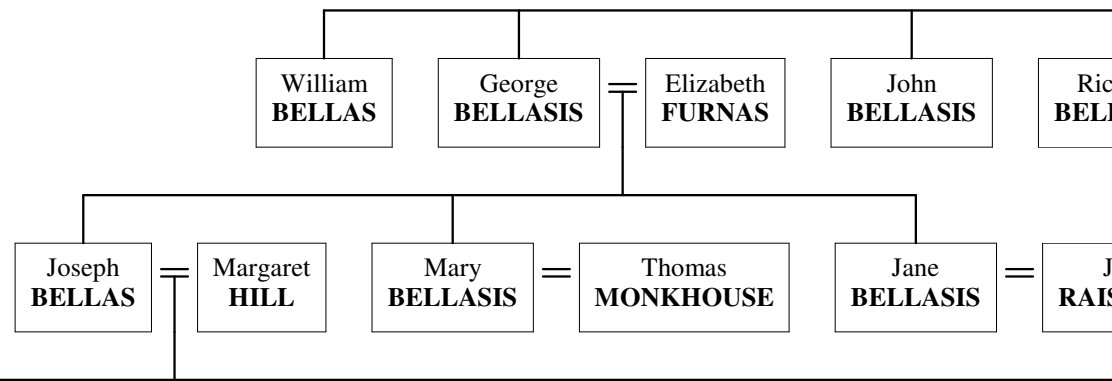 William
BELLAS
George
BELLASIS
Elizabeth
FURNAS
John
BELLASIS
Joseph
BELLAS
Margaret
HILL
Mary
BELLASIS
Thomas
MONKHOUSE
Jane
BELLASIS